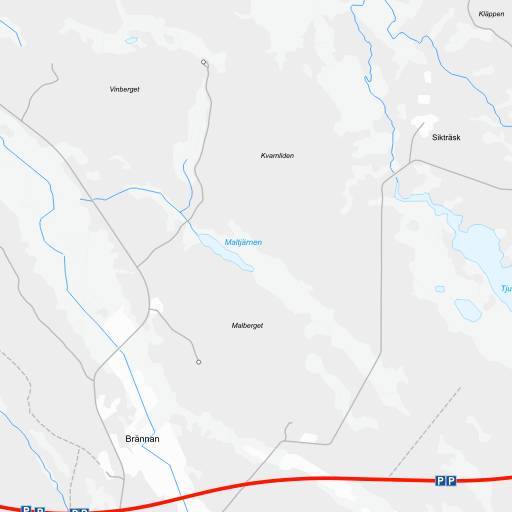 Kläppen
Vinberget
Sikträsk
Kvarnliden
Maltjärnen
Tju
Malberget
Brännan
P P
P P
P P